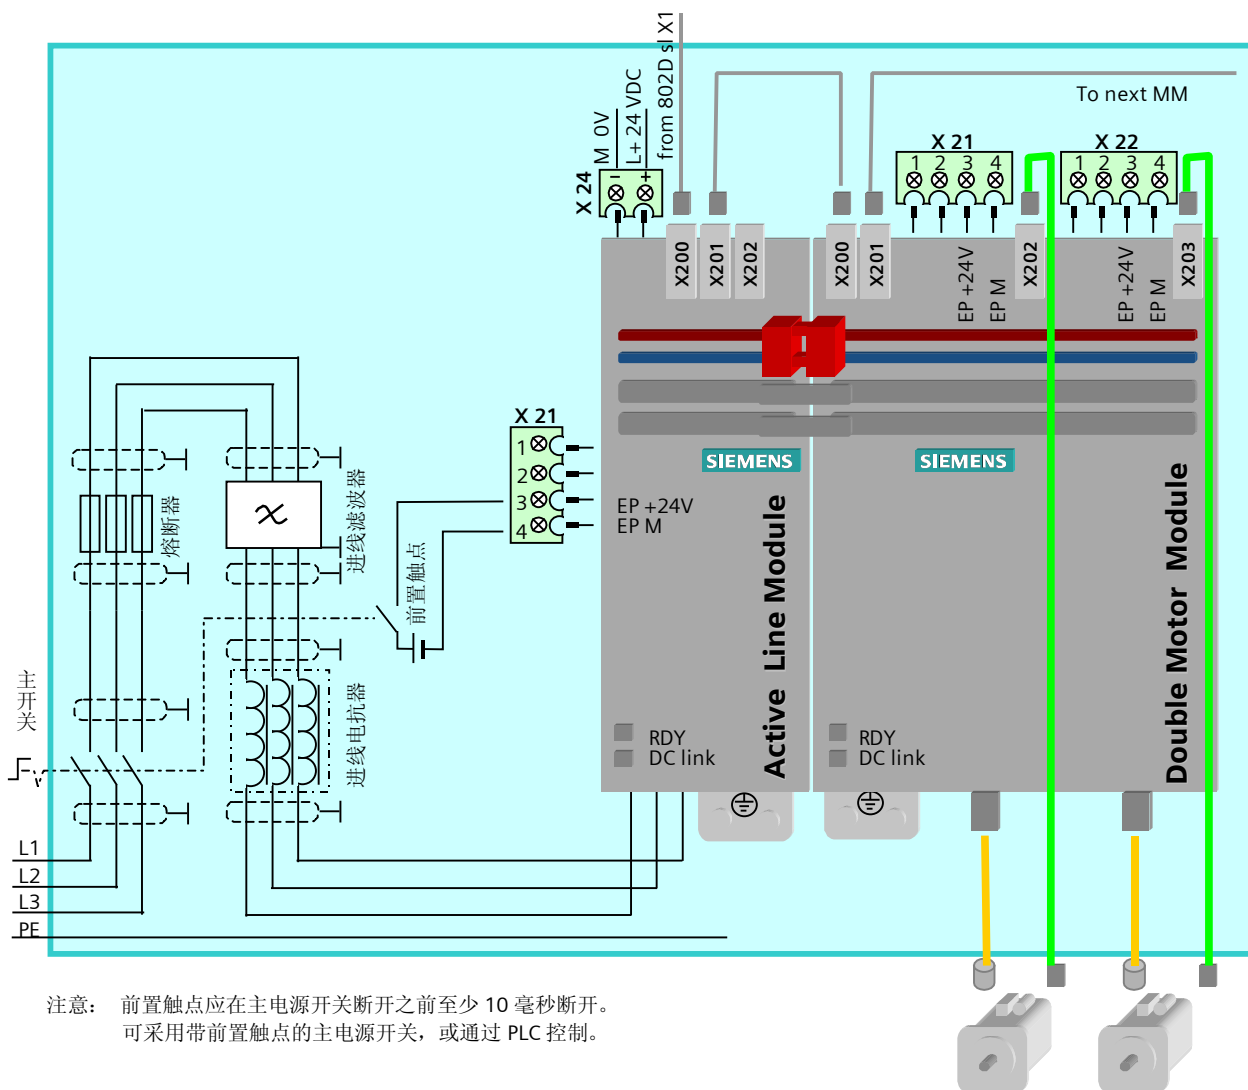 from 802D sl X1
To next MM
M 0V
L+ 24 VDC
X 24
- +
X 21
1 2 3 4
X 22
1 2 3 4
X200
X201
X202
X200
X201
EP +24V
EP M
X202
EP +24V
EP M
X203
X 21
1
2
3
4
EP +24V
EP M
SIEMENS
SIEMENS
熔断器
进线滤波器
前置触点
进线电抗器
主开关
Active Line Module
Double Motor Module
RDY
DC link
RDY
DC link
L1
L2
L3
PE
注意： 前置触点应在主电源开关断开之前至少 10 毫秒断开。
可采用带前置触点的主电源开关，或通过 PLC 控制。